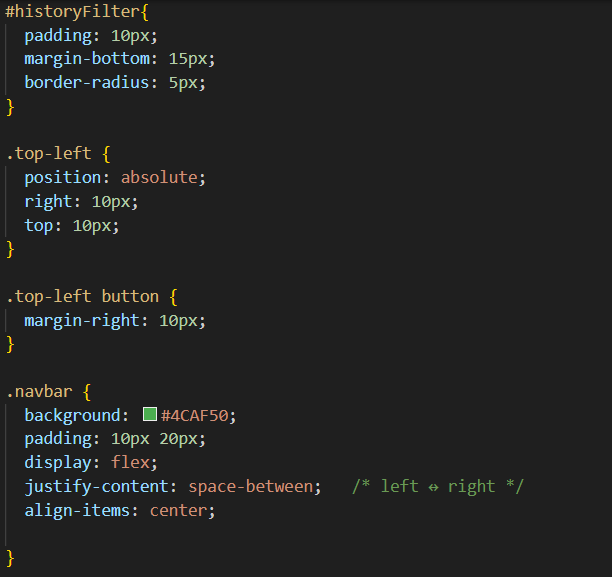 #historyFilter{
padding: 10px;
margin-bottom: 15px;
border-radius: 5px;
}
.top-left {
position: absolute;
right: 10px;
top: 10px;
}
.top-left button {
margin-right: 10px;
}
.navbar {
background: #4CAF50;
padding: 10px 20px;
display: flex;
justify-content: space-between;   /* left ↔ right */
align-items: center;
}